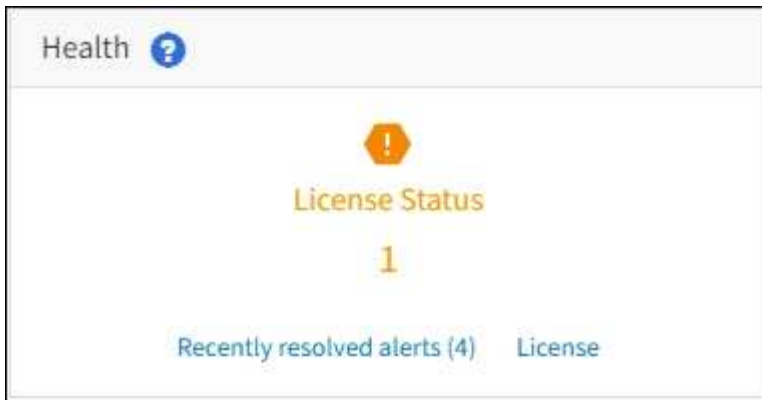 Health ?
!
License Status
1
Recently resolved alerts (4) License